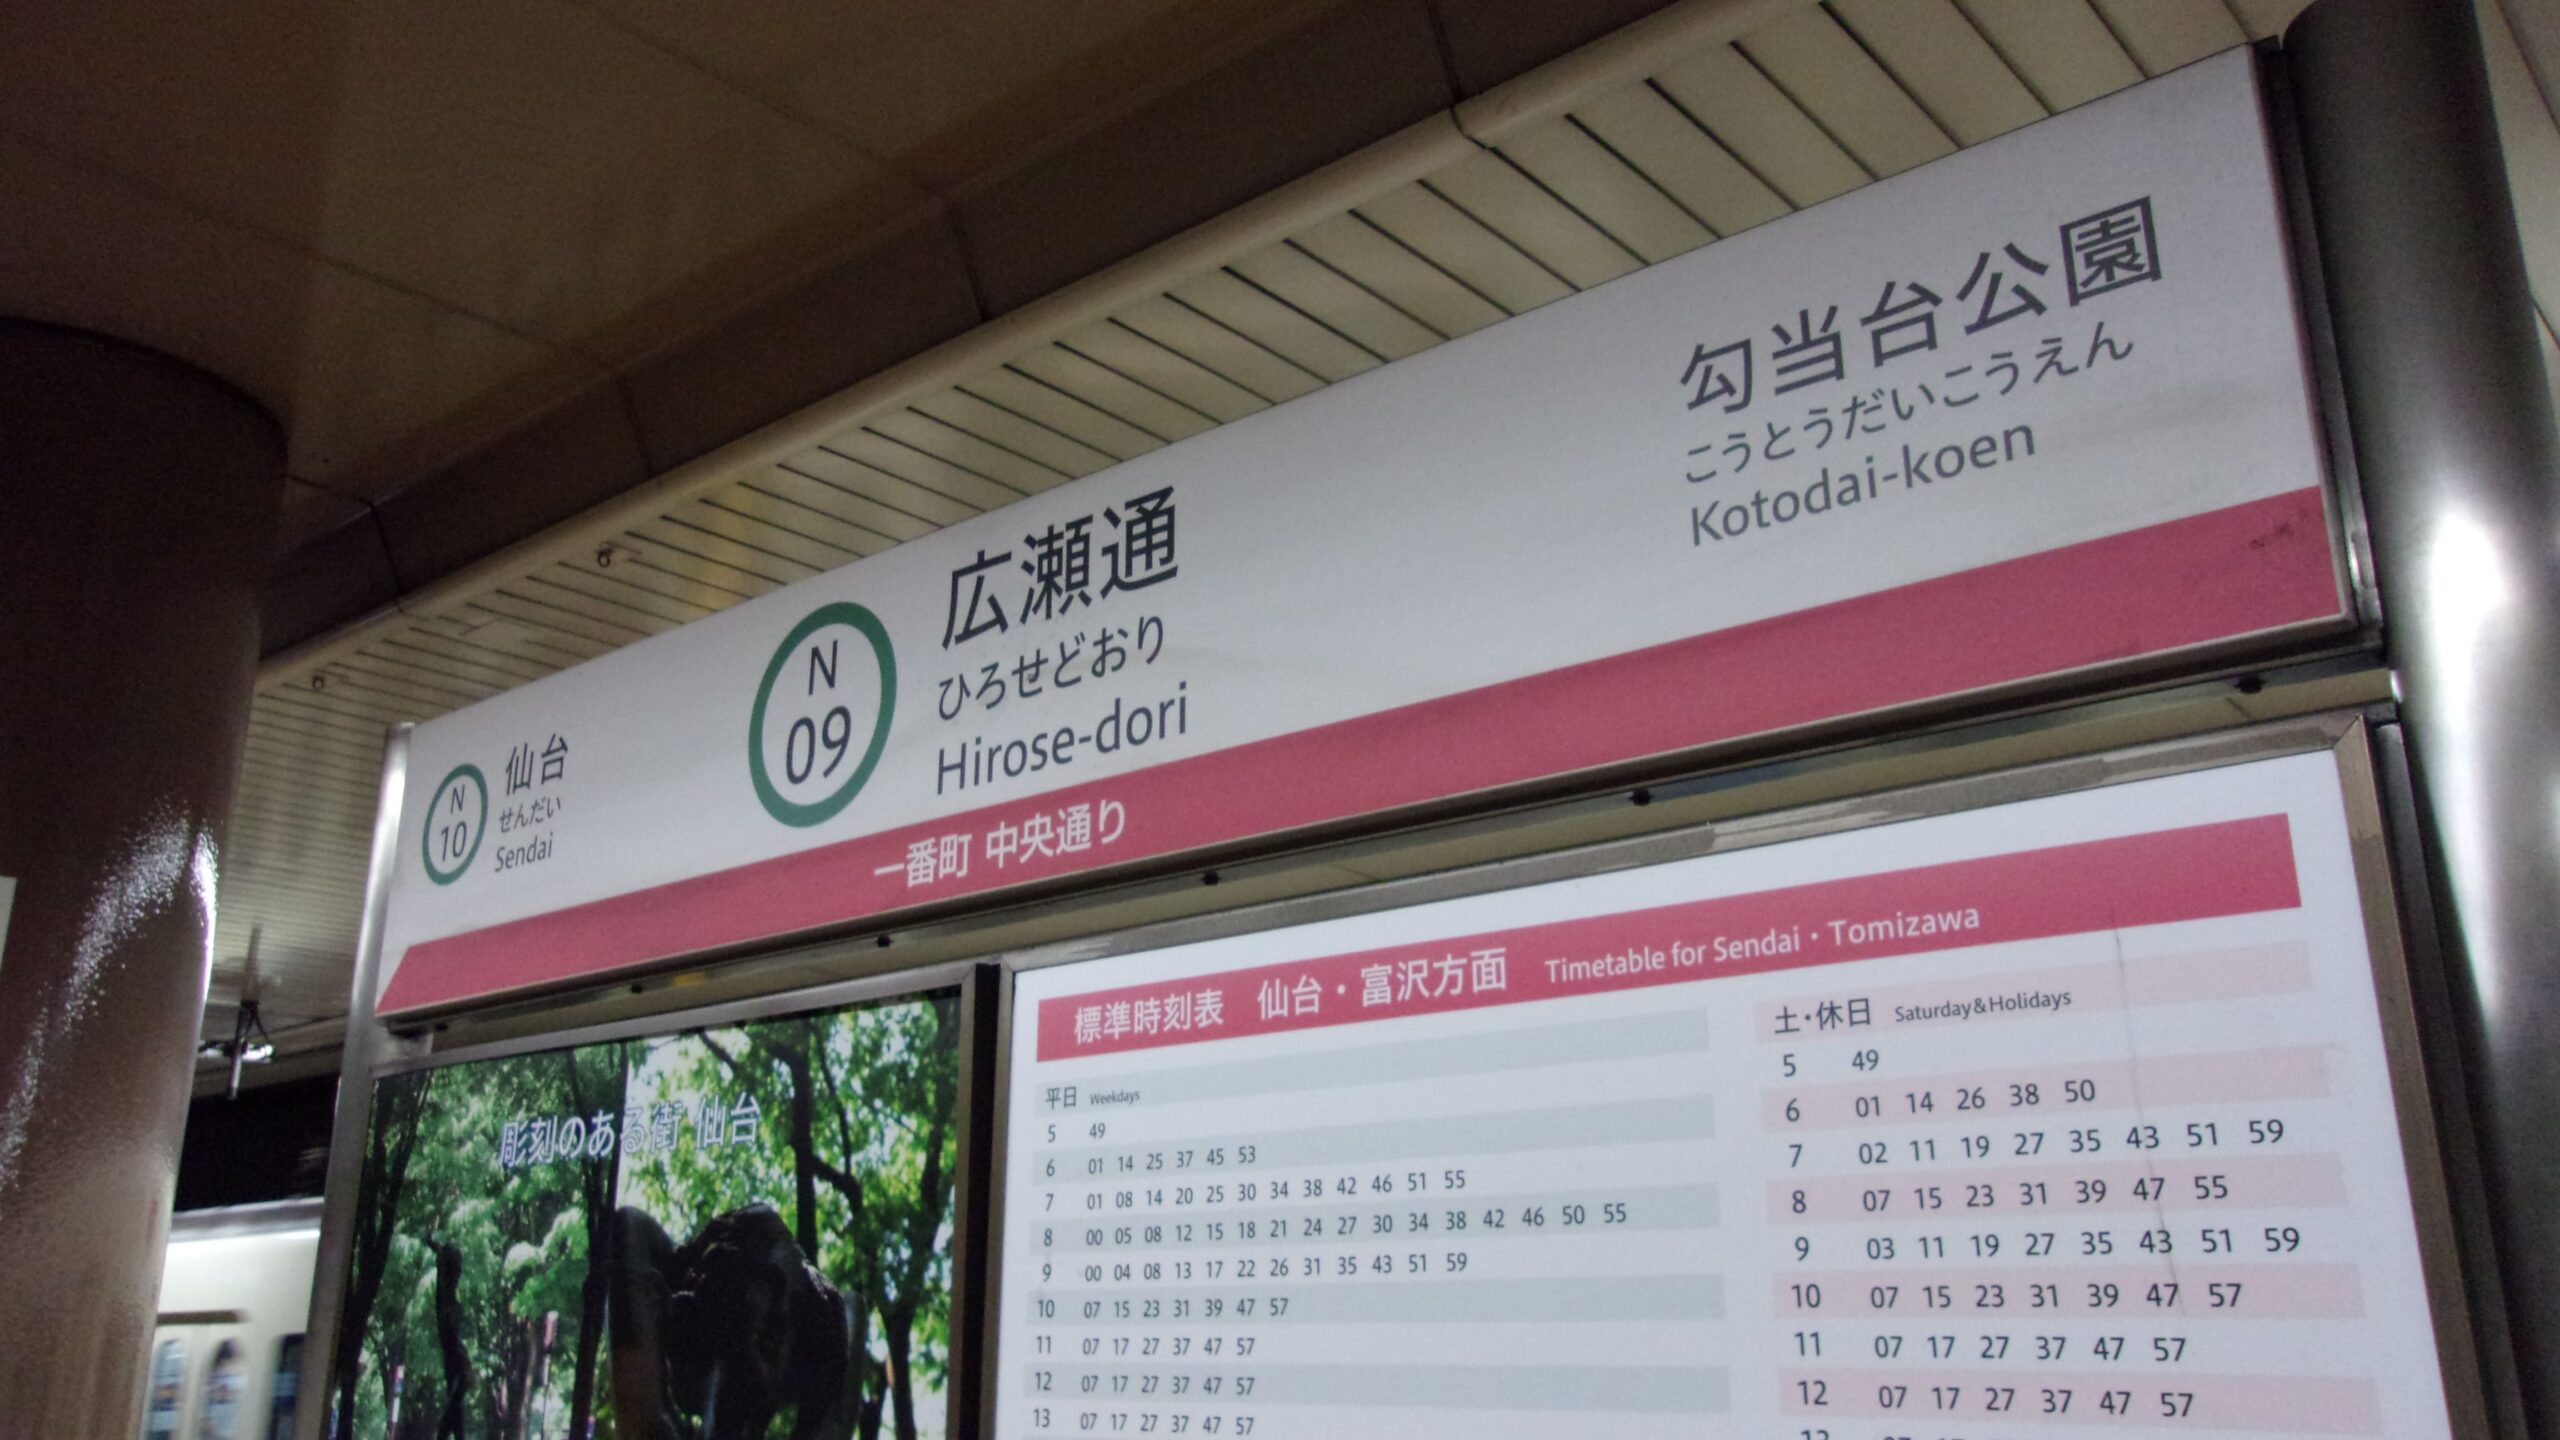 勾当台公園
こうとうだいこうえん
Kotodai-koen
N
09
広瀬通
ひろせどおり
Hirose-dori
N
10
仙台
せんだい
Sendai
一番町 中央通り
標準時刻表 仙台・富沢方面 Timetable for Sendai・Tomizawa
平日 Weekdays
5 49
6 01 14 25 37 45 53
7 01 08 14 20 25 30 34 38 42 46 51 55
8 00 05 08 12 15 18 21 24 27 30 34 38 42 46 50 55
9 00 04 08 13 17 22 26 31 35 43 51 59
10 07 15 23 31 39 47 57
11 07 17 27 37 47 57
12 07 17 27 37 47 57
13 07 17 27 37 47 57
土・休日 Saturday&Holidays
5 49
6 01 14 26 38 50
7 02 11 19 27 35 43 51 59
8 07 15 23 31 39 47 55
9 03 11 19 27 35 43 51 59
10 07 15 23 31 39 47 57
11 07 17 27 37 47 57
12 07 17 27 37 47 57
彫刻のある街 仙台